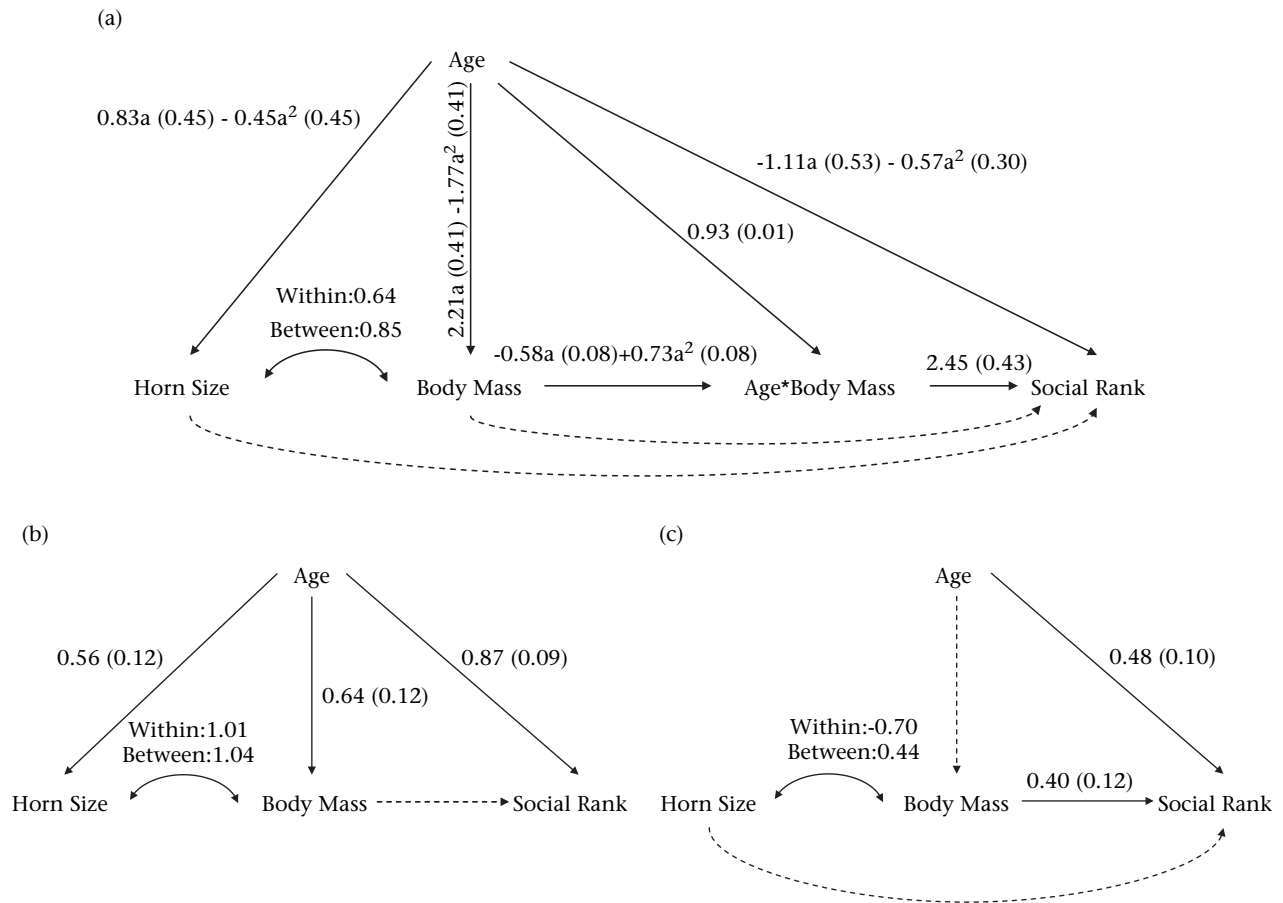 (a)
Age
0.83a (0.45) - 0.45a² (0.45)
2.21a (0.41) -1.77a² (0.41)
-1.11a (0.53) - 0.57a² (0.30)
0.93 (0.01)
Within:0.64
Between:0.85
-0.58a (0.08)+0.73a² (0.08)
2.45 (0.43)
Horn Size
Body Mass
Age*Body Mass
Social Rank
(b)
Age
0.56 (0.12)
0.87 (0.09)
0.64 (0.12)
Within:1.01
Between:1.04
Horn Size
Body Mass
Social Rank
(c)
Age
0.48 (0.10)
Within:-0.70
Between:0.44
0.40 (0.12)
Horn Size
Body Mass
Social Rank